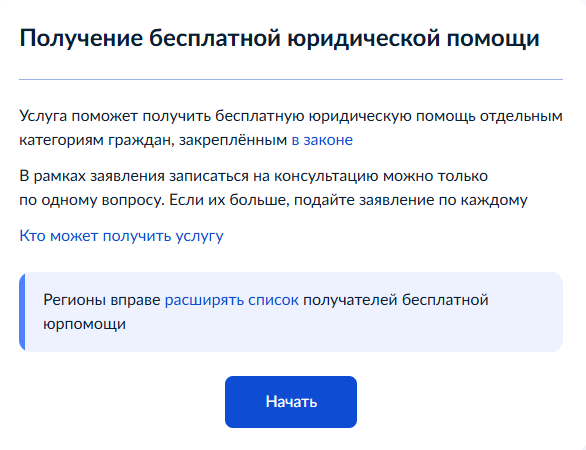 Получение бесплатной юридической помощи
Услуга поможет получить бесплатную юридическую помощь отдельным
категориям граждан, закреплённым в законе
В рамках заявления записаться на консультацию можно только
по одному вопросу. Если их больше, подайте заявление по каждому
Кто может получить услугу
Регионы вправе расширять список получателей бесплатной
юрпомощи
Начать